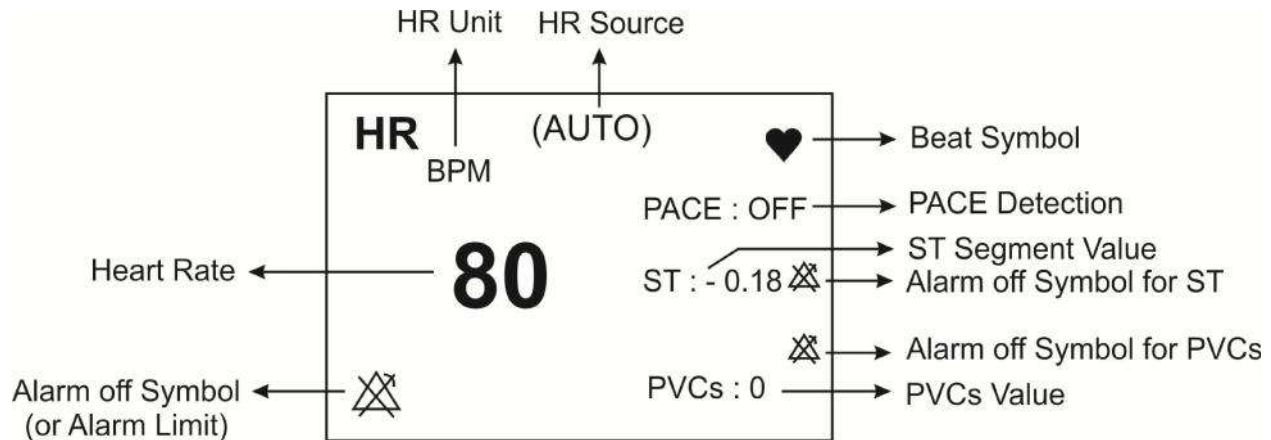 HR Unit
HR Source
HR
(AUTO)
BPM
Beat Symbol
PACE : OFF
PACE Detection
ST Segment Value
Heart Rate
80
ST : - 0.18
Alarm off Symbol for ST
Alarm off Symbol for PVCs
Alarm off Symbol
(or Alarm Limit)
PVCs : 0
PVCs Value